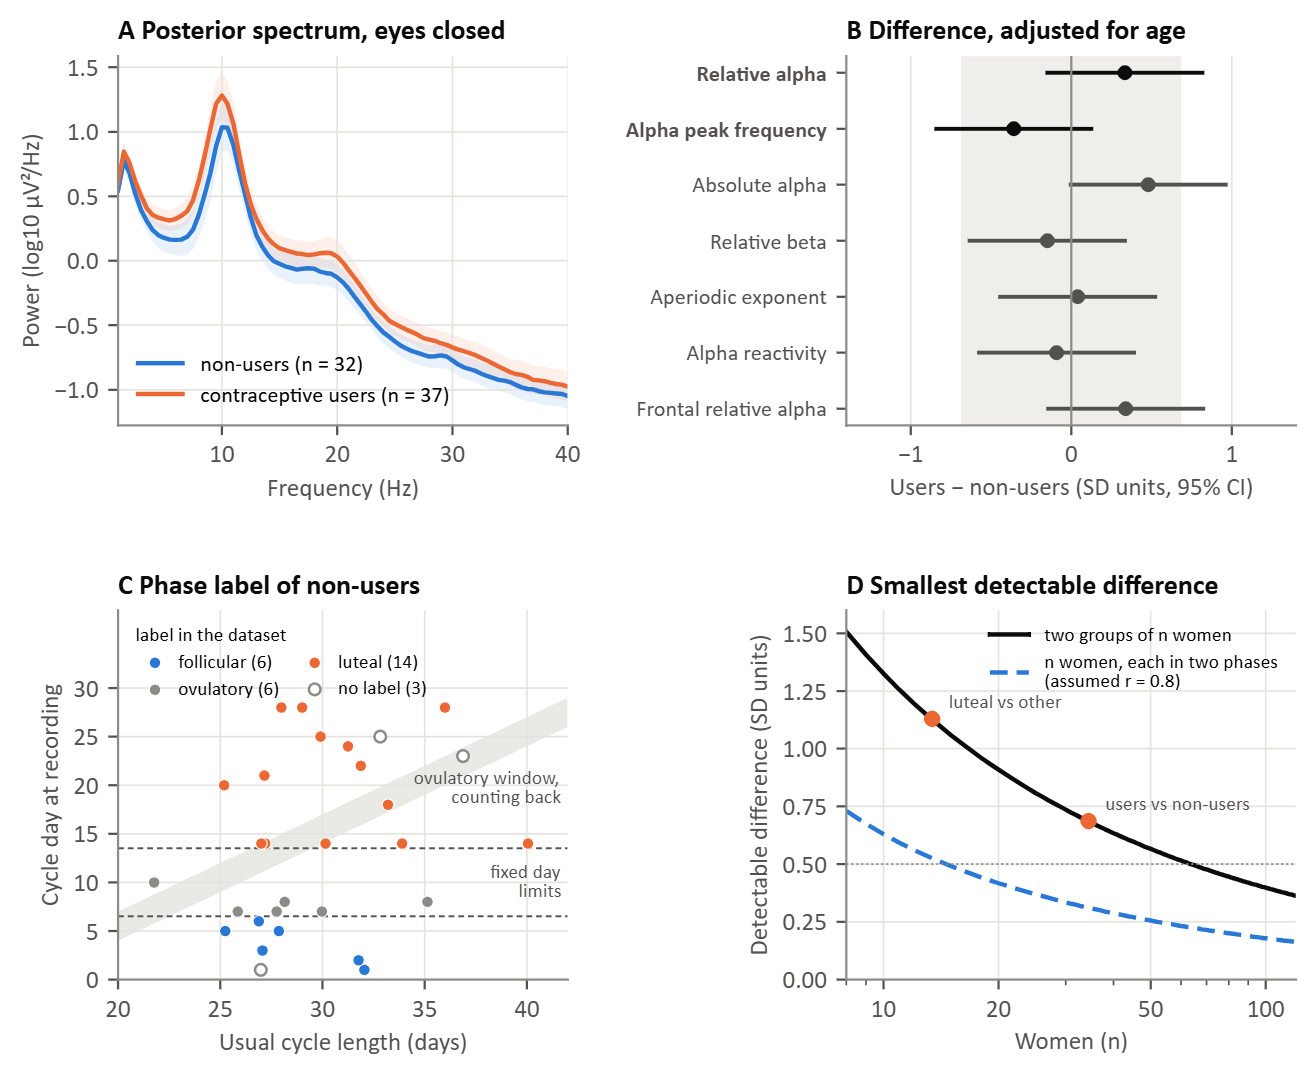 A Posterior spectrum, eyes closed
Power (log10 µV²/Hz)
1.5
1.0
0.5
0.0
−0.5
−1.0
non-users (n = 32)
contraceptive users (n = 37)
10
20
30
40
Frequency (Hz)
B Difference, adjusted for age
Relative alpha
Alpha peak frequency
Absolute alpha
Relative beta
Aperiodic exponent
Alpha reactivity
Frontal relative alpha
−1
0
1
Users − non-users (SD units, 95% CI)
C Phase label of non-users
Cycle day at recording
label in the dataset
follicular (6)
luteal (14)
ovulatory (6)
no label (3)
30
25
20
15
10
5
0
ovulatory window,
counting back
fixed day
limits
20
25
30
35
40
Usual cycle length (days)
D Smallest detectable difference
Detectable difference (SD units)
1.50
1.25
1.00
0.75
0.50
0.25
0.00
two groups of n women
n women, each in two phases
(assumed r = 0.8)
luteal vs other
users vs non-users
10
20
50
100
Women (n)